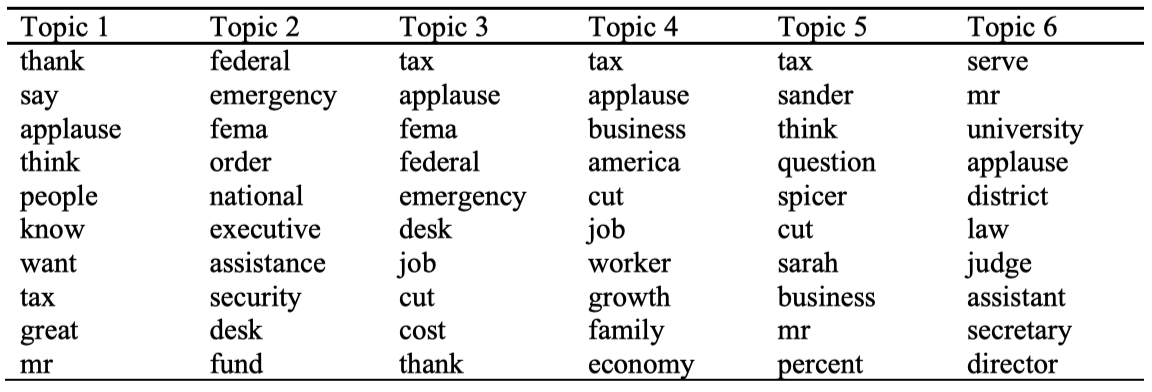 Topic 1 Topic 2 Topic 3 Topic 4 Topic 5 Topic 6
thank federal tax tax tax serve
say emergency applause applause sander mr
applause fema fema business think university
think order federal america question applause
people national emergency cut spicer district
know executive desk job cut law
want assistance job worker sarah judge
tax security cut growth business assistant
great desk cost family mr secretary
mr fund thank economy percent director